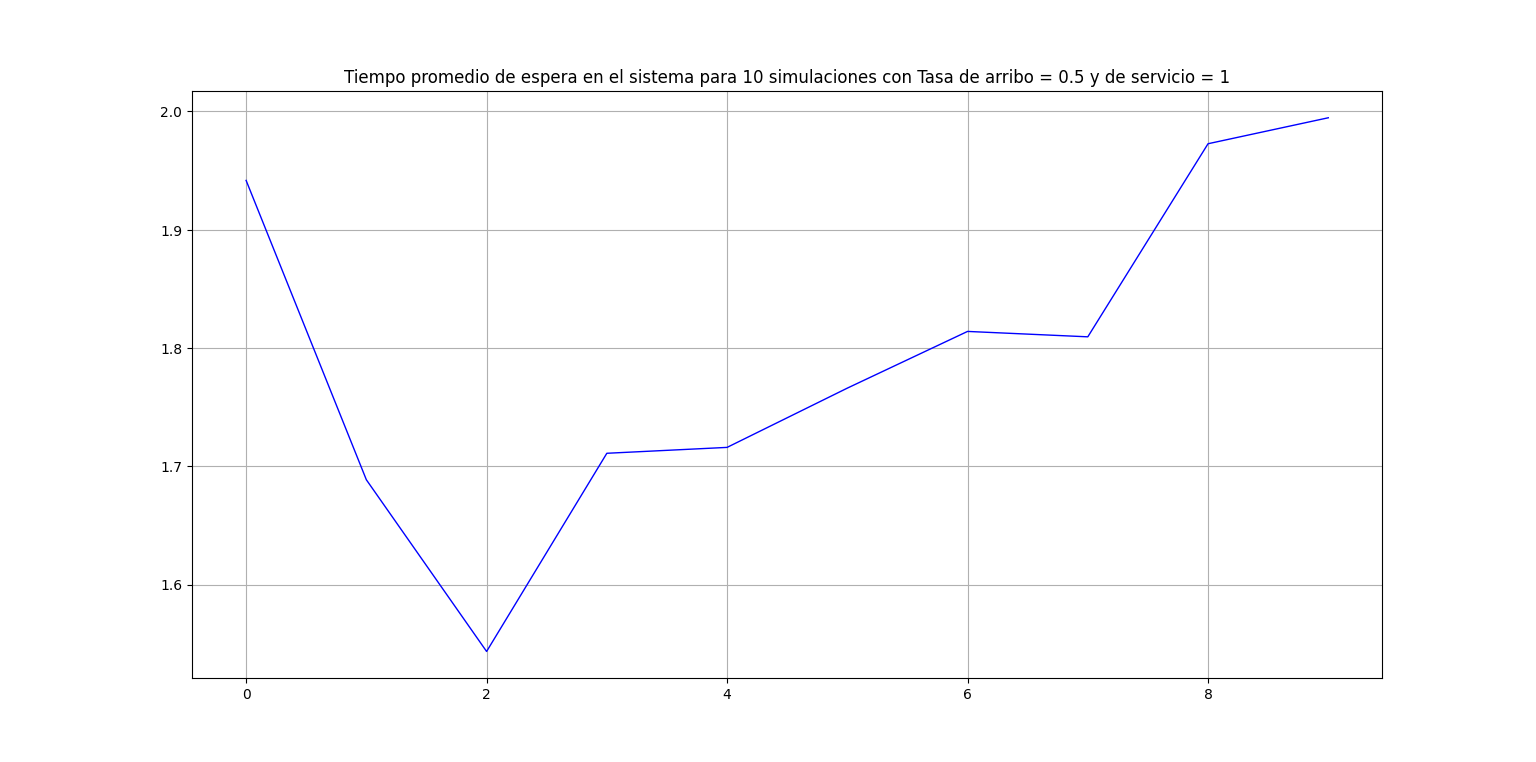 Tiempo promedio de espera en el sistema para 10 simulaciones con Tasa de arribo = 0.5 y de servicio = 1
2.0
1.9
1.8
1.7
1.6
0 2 4 6 8